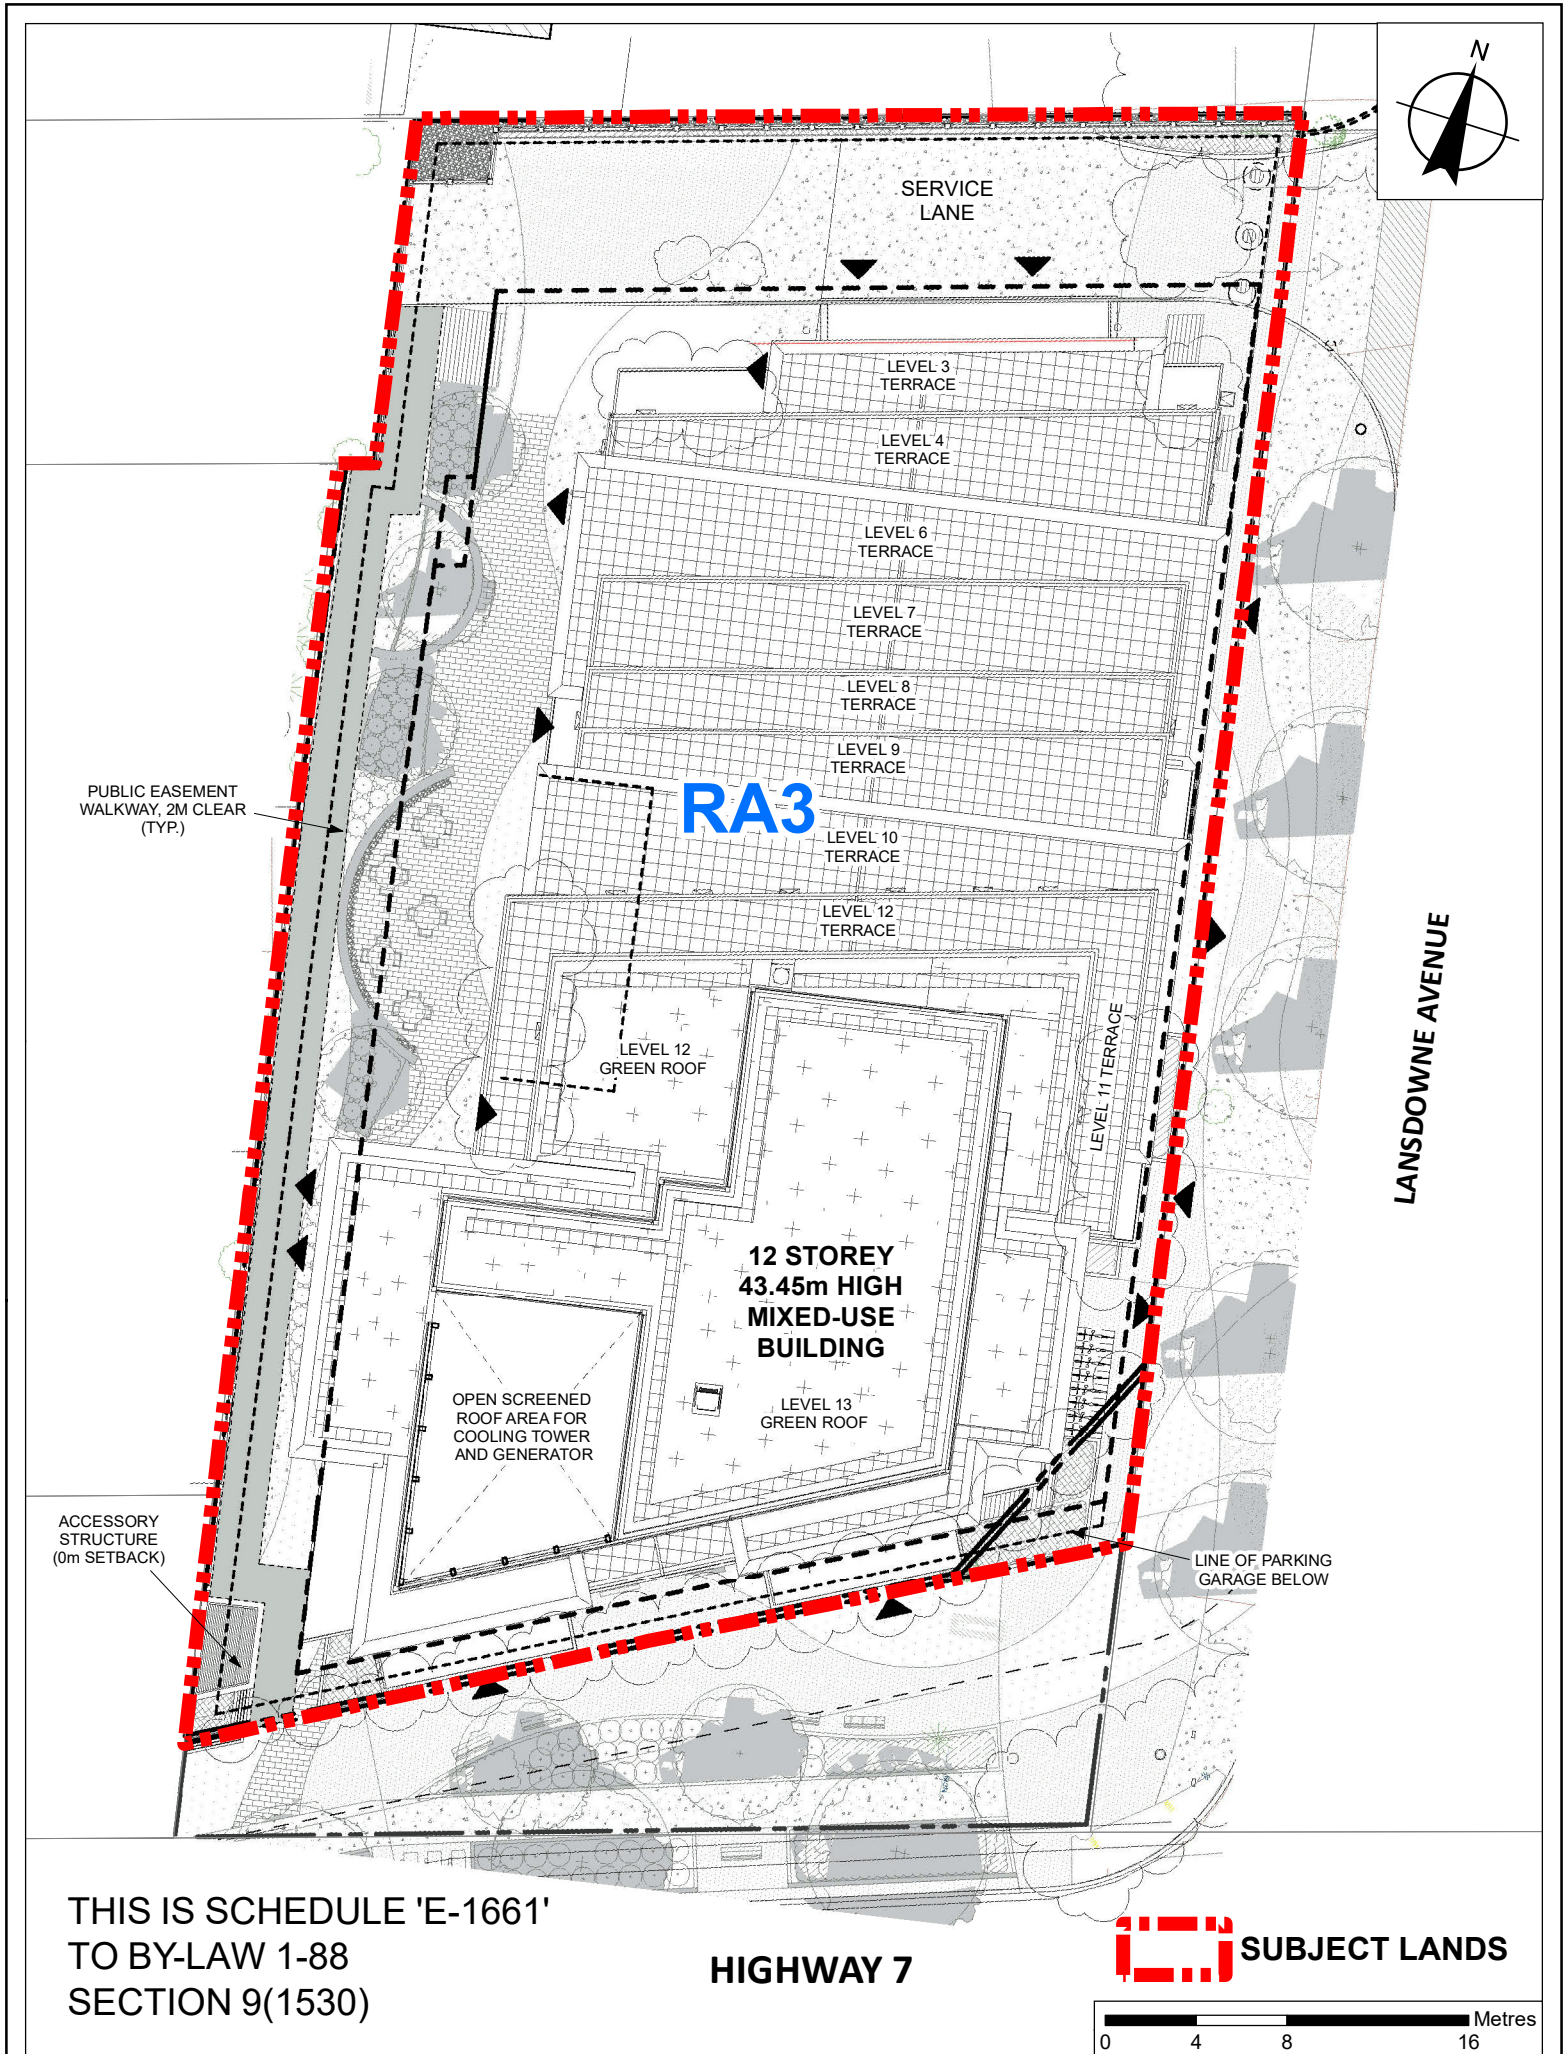 N
SERVICE
LANE
LEVEL 3
TERRACE
LEVEL 4
TERRACE
LEVEL 6
TERRACE
LEVEL 7
TERRACE
LEVEL 8
TERRACE
LEVEL 9
TERRACE
PUBLIC EASEMENT
WALKWAY, 2M CLEAR
(TYP.)
RA3
LEVEL 10
TERRACE
LEVEL 12
TERRACE
LANSDOWNE AVENUE
LEVEL 11 TERRACE
LEVEL 12
GREEN ROOF
12 STOREY
43.45m HIGH
MIXED-USE
BUILDING
OPEN SCREENED
ROOF AREA FOR
COOLING TOWER
AND GENERATOR
LEVEL 13
GREEN ROOF
ACCESSORY
STRUCTURE
(0m SETBACK)
LINE OF PARKING
GARAGE BELOW
THIS IS SCHEDULE 'E-1661'
TO BY-LAW 1-88
SECTION 9(1530)
HIGHWAY 7
SUBJECT LANDS
Metres
0 4 8 16